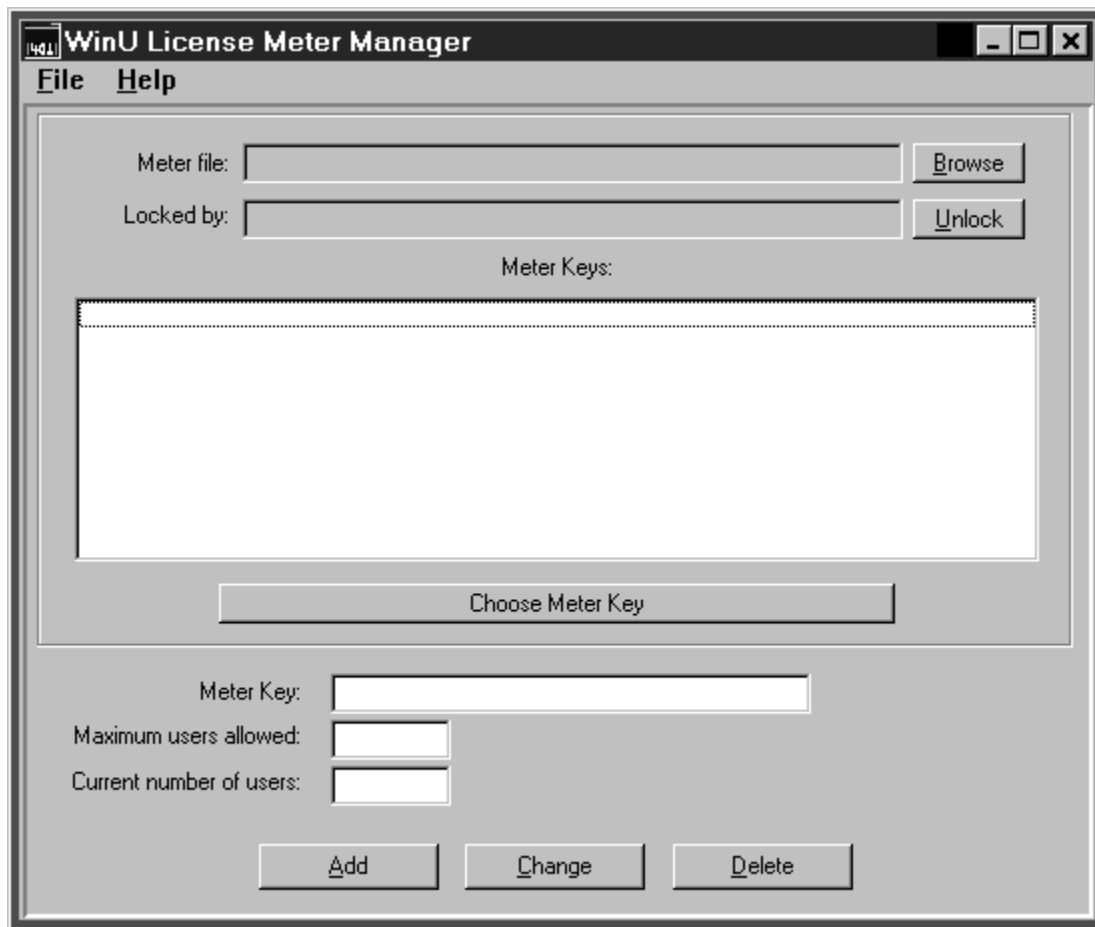 WinU License Meter Manager
File Help
Meter file: Browse
Locked by: Unlock
Meter Keys:
Choose Meter Key
Meter Key:
Maximum users allowed:
Current number of users:
Add Change Delete